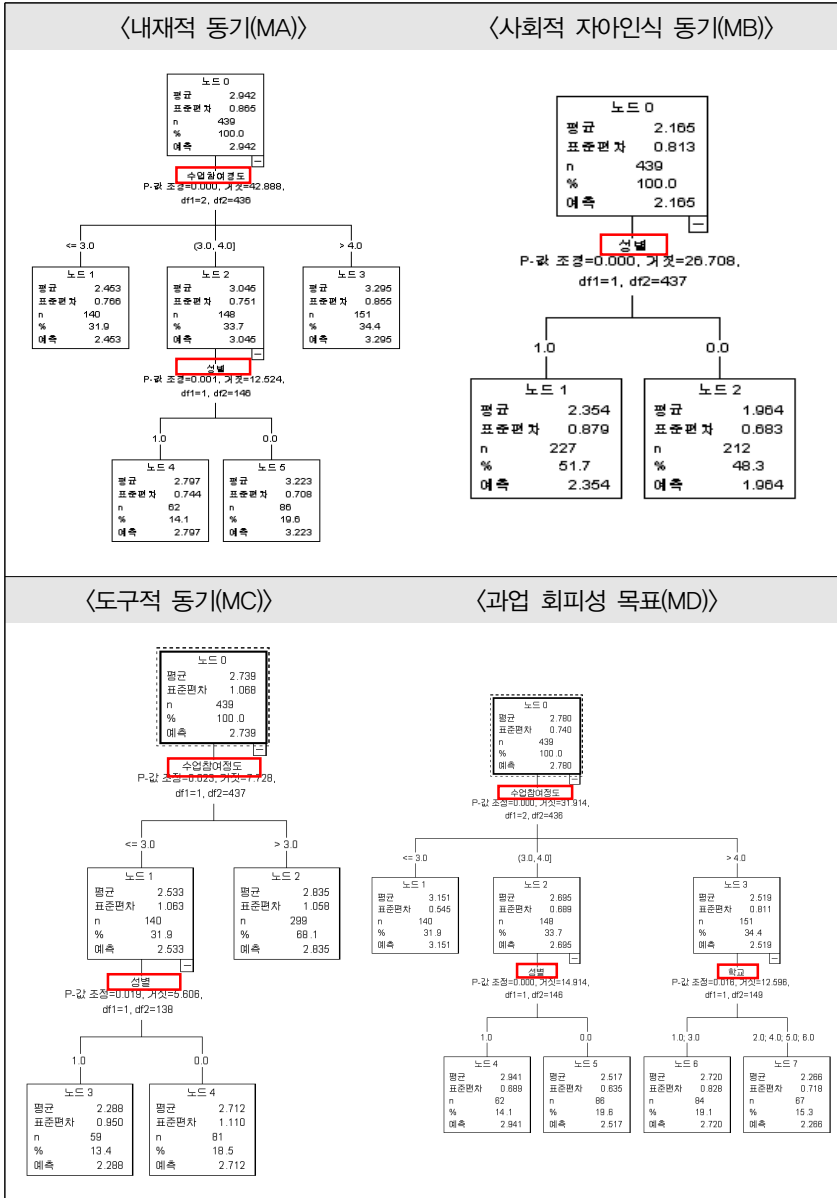 〈내재적 동기(MA)〉
〈사회적 자아인식 동기(MB)〉
노드 0
평균 2.942
표준편차 0.865
n 439
% 100.0
예측 2.942
수업참여정도
P-값 조정=0.000, 거짓=42.888,
df1=2, df2=436
<= 3.0
(3.0, 4.0]
> 4.0
노드 1
평균 2.453
표준편차 0.766
n 140
% 31.9
예측 2.453
노드 2
평균 3.045
표준편차 0.751
n 148
% 33.7
예측 3.045
노드 3
평균 3.295
표준편차 0.855
n 151
% 34.4
예측 3.295
성별
P-값 조정=0.001, 거짓=12.524,
df1=1, df2=146
1.0
0.0
노드 4
평균 2.797
표준편차 0.744
n 62
% 14.1
예측 2.797
노드 5
평균 3.223
표준편차 0.708
n 86
% 19.6
예측 3.223
노드 0
평균 2.165
표준편차 0.813
n 439
% 100.0
예측 2.165
성별
P-값 조정=0.000, 거짓=26.708,
df1=1, df2=437
1.0
0.0
노드 1
평균 2.354
표준편차 0.879
n 227
% 51.7
예측 2.354
노드 2
평균 1.964
표준편차 0.683
n 212
% 48.3
예측 1.964
〈도구적 동기(MC)〉
〈과업 회피성 목표(MD)〉
노드 0
평균 2.739
표준편차 1.068
n 439
% 100.0
예측 2.739
수업참여정도
P-값 조정=0.023, 거짓=7.728,
df1=1, df2=437
<= 3.0
> 3.0
노드 1
평균 2.533
표준편차 1.063
n 140
% 31.9
예측 2.533
노드 2
평균 2.835
표준편차 1.058
n 299
% 68.1
예측 2.835
성별
P-값 조정=0.019, 거짓=5.606,
df1=1, df2=138
1.0
0.0
노드 3
평균 2.288
표준편차 0.950
n 59
% 13.4
예측 2.288
노드 4
평균 2.712
표준편차 1.110
n 81
% 18.5
예측 2.712
노드 0
평균 2.780
표준편차 0.740
n 439
% 100.0
예측 2.780
수업참여정도
P-값 조정=0.000, 거짓=31.914,
df1=2, df2=436
<= 3.0
(3.0, 4.0]
> 4.0
노드 1
평균 3.151
표준편차 0.545
n 140
% 31.9
예측 3.151
노드 2
평균 2.695
표준편차 0.689
n 148
% 33.7
예측 2.695
노드 3
평균 2.519
표준편차 0.811
n 151
% 34.4
예측 2.519
성별
P-값 조정=0.000, 거짓=14.914,
df1=1, df2=146
학교
P-값 조정=0.016, 거짓=12.596,
df1=1, df2=149
1.0
0.0
1.0; 3.0
2.0; 4.0; 5.0; 6.0
노드 4
평균 2.941
표준편차 0.689
n 62
% 14.1
예측 2.941
노드 5
평균 2.517
표준편차 0.635
n 86
% 19.6
예측 2.517
노드 6
평균 2.720
표준편차 0.828
n 84
% 19.1
예측 2.720
노드 7
평균 2.266
표준편차 0.718
n 67
% 15.3
예측 2.266